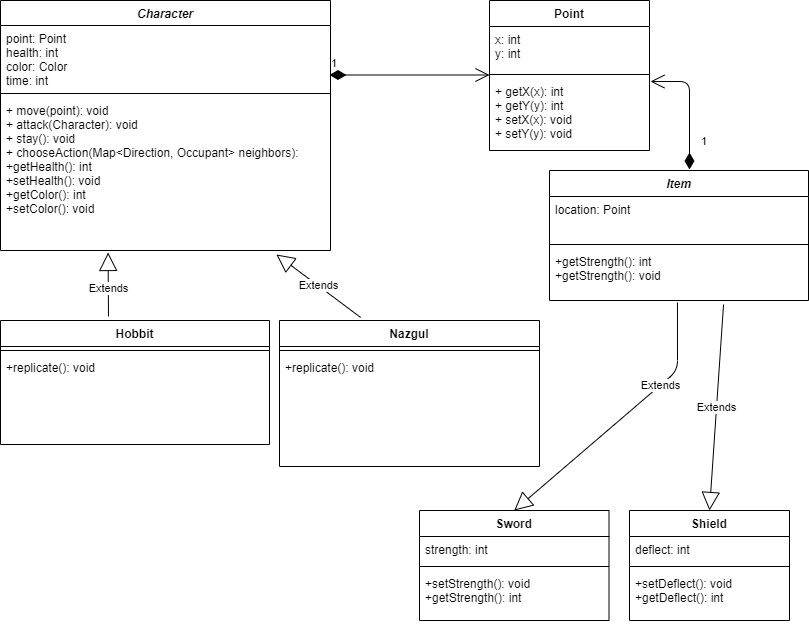 Character
point: Point
health: int
color: Color
time: int
+ move(point): void
+ attack(Character): void
+ stay(): void
+ chooseAction(Map<Direction, Occupant> neighbors):
+getHealth(): int
+setHealth(): void
+getColor(): int
+setColor(): void
1
Point
x: int
y: int
+ getX(x): int
+ getY(y): int
+ setX(x): void
+ setY(y): void
1
Item
location: Point
+getStrength(): int
+getStrength(): void
Extends
Extends
Hobbit
+replicate(): void
Nazgul
+replicate(): void
Extends
Extends
Sword
strength: int
+setStrength(): void
+getStrength(): int
Shield
deflect: int
+setDeflect(): void
+getDeflect(): int